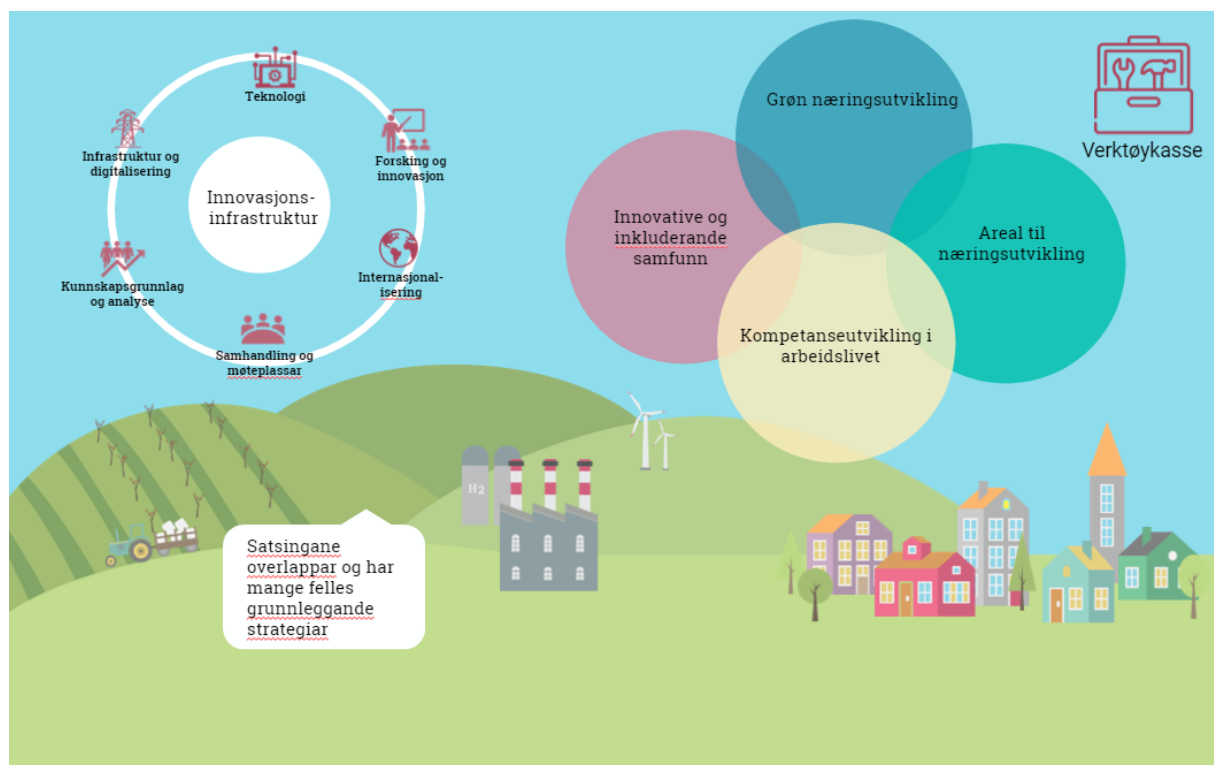 Teknologi
Forsking og
innovasjon
Internasjonal-
isering
Samhandling og
møteplassar
Kunnskapsgrunnlag
og analyse
Infrastruktur og
digitalisering
Innovasjons-
infrastruktur
Grøn næringsutvikling
Innovative og
inkluderande
samfunn
Areal til
næringsutvikling
Kompetanseutvikling i
arbeidslivet
Verktøykasse
H2
Satsingane
overlappar og har
mange felles
grunnleggande
strategiar